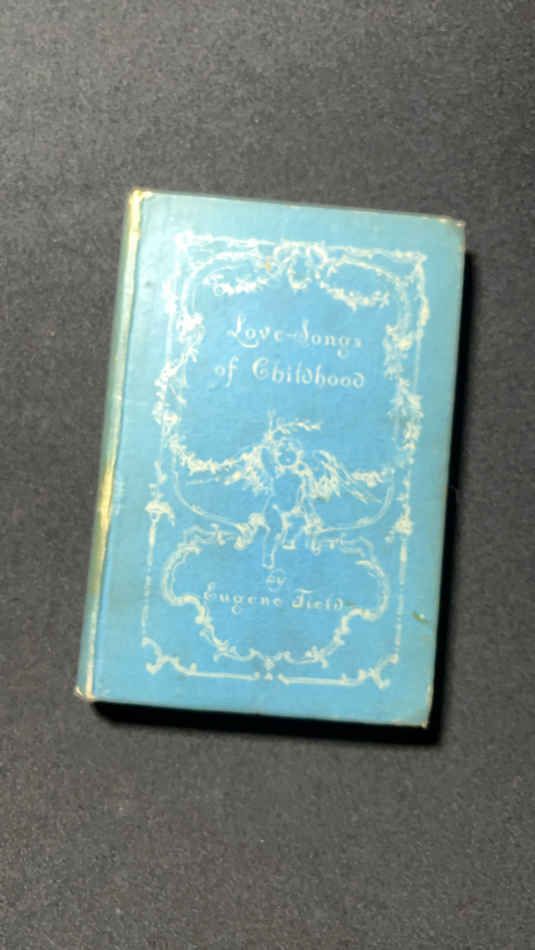 Love-Songs
of Childhood
by
Eugene Field